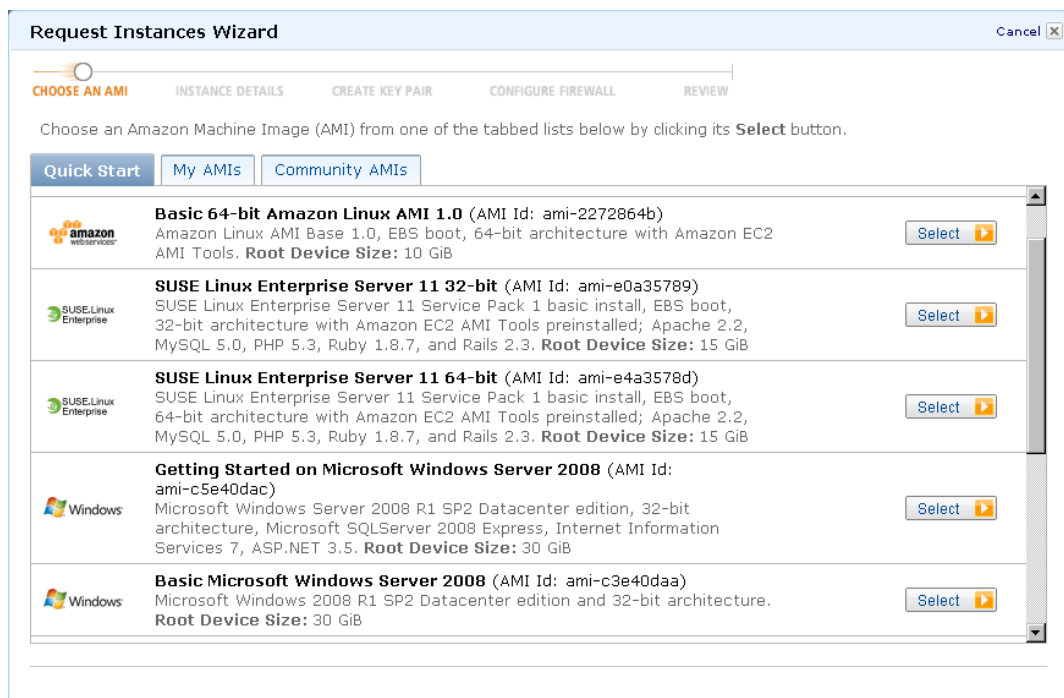 Request Instances Wizard
Cancel
CHOOSE AN AMI INSTANCE DETAILS CREATE KEY PAIR CONFIGURE FIREWALL REVIEW
Choose an Amazon Machine Image (AMI) from one of the tabbed lists below by clicking its Select button.
Quick Start My AMIs Community AMIs
amazon
webservices
Basic 64-bit Amazon Linux AMI 1.0 (AMI Id: ami-2272864b)
Amazon Linux AMI Base 1.0, EBS boot, 64-bit architecture with Amazon EC2
AMI Tools. Root Device Size: 10 GiB
Select
SUSE.Linux
Enterprise
SUSE Linux Enterprise Server 11 32-bit (AMI Id: ami-e0a35789)
SUSE Linux Enterprise Server 11 Service Pack 1 basic install, EBS boot,
32-bit architecture with Amazon EC2 AMI Tools preinstalled; Apache 2.2,
MySQL 5.0, PHP 5.3, Ruby 1.8.7, and Rails 2.3. Root Device Size: 15 GiB
Select
SUSE.Linux
Enterprise
SUSE Linux Enterprise Server 11 64-bit (AMI Id: ami-e4a3578d)
SUSE Linux Enterprise Server 11 Service Pack 1 basic install, EBS boot,
64-bit architecture with Amazon EC2 AMI Tools preinstalled; Apache 2.2,
MySQL 5.0, PHP 5.3, Ruby 1.8.7, and Rails 2.3. Root Device Size: 15 GiB
Select
Windows
Getting Started on Microsoft Windows Server 2008 (AMI Id:
ami-c5e40dac)
Microsoft Windows Server 2008 R1 SP2 Datacenter edition, 32-bit
architecture, Microsoft SQLServer 2008 Express, Internet Information
Services 7, ASP.NET 3.5. Root Device Size: 30 GiB
Select
Windows
Basic Microsoft Windows Server 2008 (AMI Id: ami-c3e40daa)
Microsoft Windows 2008 R1 SP2 Datacenter edition and 32-bit architecture.
Root Device Size: 30 GiB
Select